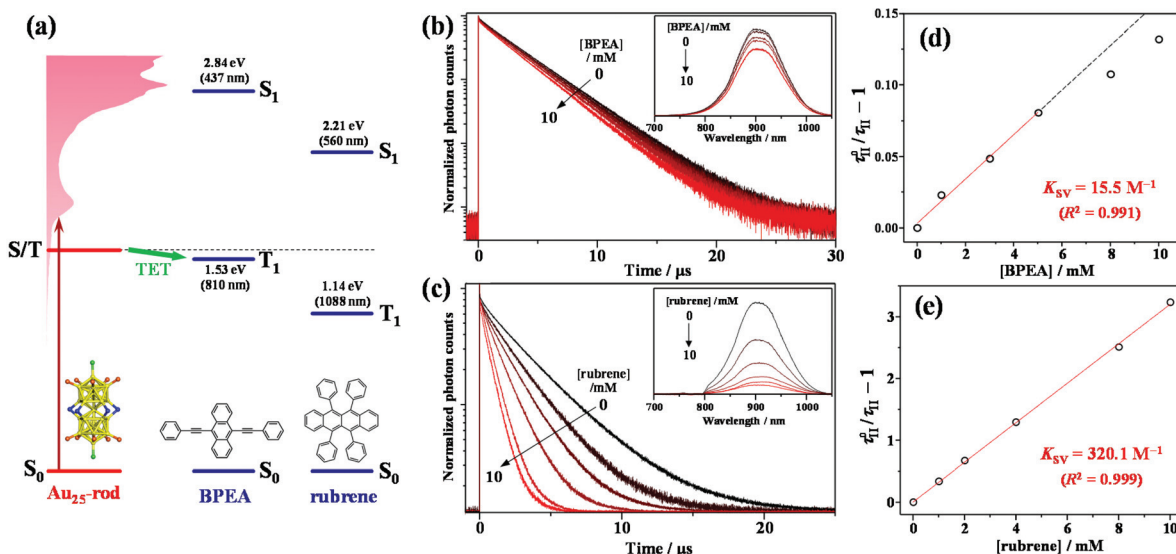 (a)
2.84 eV
(437 nm)
S₁
2.21 eV
(560 nm)
S₁
S/T
TET
T₁
1.53 eV
(810 nm)
1.14 eV
(1088 nm)
T₁
S₀
S₀
S₀
Au₂₅-rod
BPEA
rubrene
(b)
Normalized photon counts
[BPEA]
/ mM
0
10
0
10
20
30
Time / µs
[BPEA]/ mM
0
10
700
800
900
1000
Wavelength / nm
(c)
Normalized photon counts
[rubrene]
/ mM
0
10
0
10
20
Time / µs
[rubrene] / mM
0
10
700
800
900
1000
Wavelength / nm
(d)
τ⁰II/τII − 1
0.15
0.10
0.05
0.00
KSV = 15.5 M⁻¹
(R² = 0.991)
0
2
4
6
8
10
[BPEA] / mM
(e)
τ⁰II/τII − 1
3
2
1
0
KSV = 320.1 M⁻¹
(R² = 0.999)
0
2
4
6
8
10
[rubrene] / mM